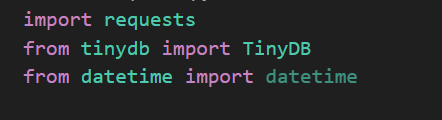 import requests
from tinydb import TinyDB
from datetime import datetime